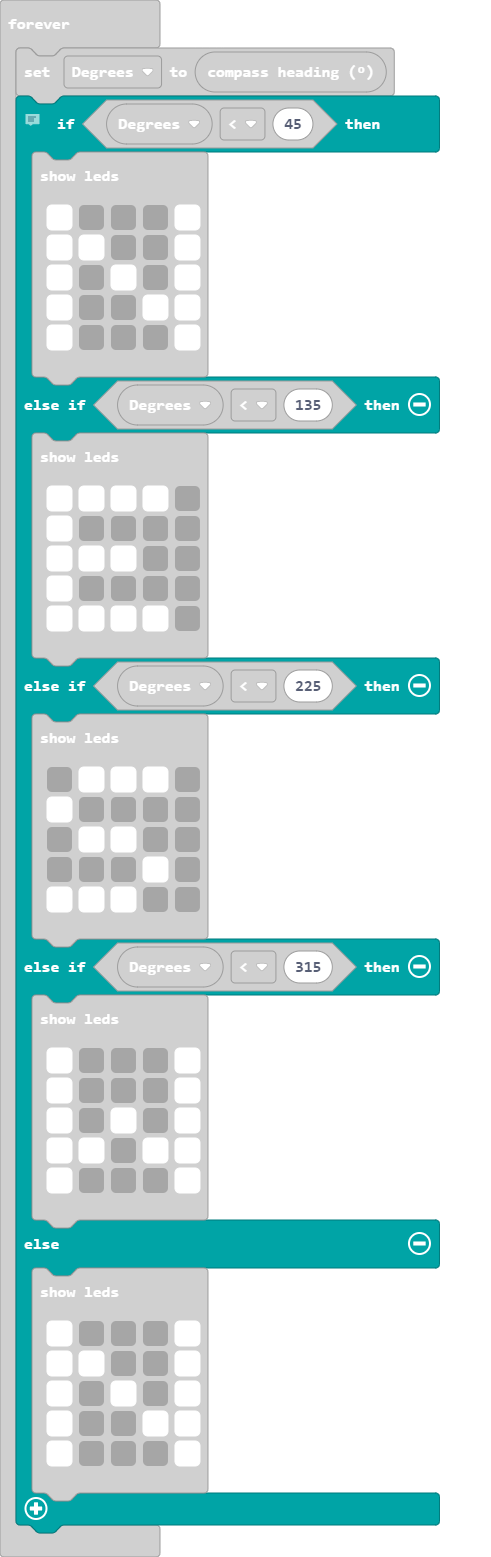 forever
set Degrees to compass heading (º)
if Degrees < 45 then
show leds
else if Degrees < 135 then
show leds
else if Degrees < 225 then
show leds
else if Degrees < 315 then
show leds
else
show leds